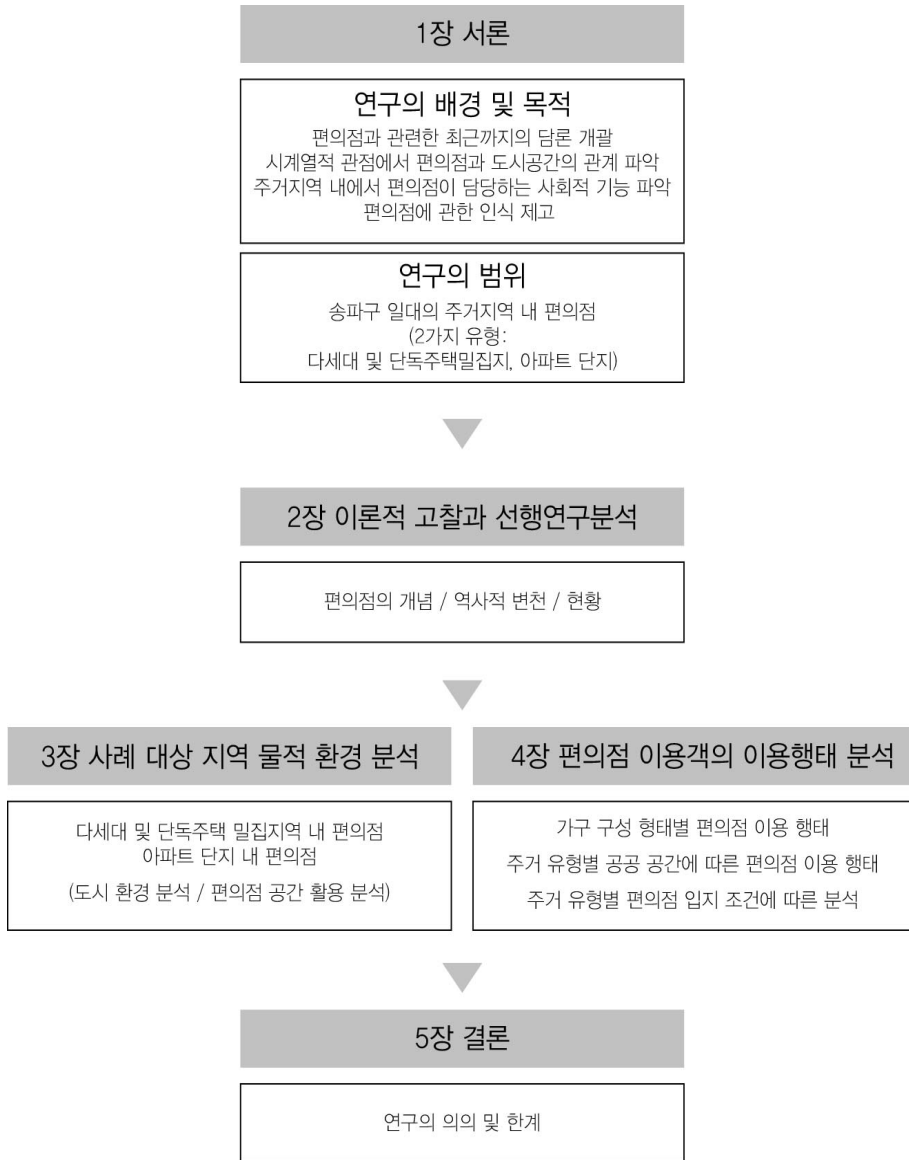 1장 서론
연구의 배경 및 목적
편의점과 관련한 최근까지의 담론 개괄
시계열적 관점에서 편의점과 도시공간의 관계 파악
주거지역 내에서 편의점이 담당하는 사회적 기능 파악
편의점에 관한 인식 제고
연구의 범위
송파구 일대의 주거지역 내 편의점
(2가지 유형:
다세대 및 단독주택밀집지, 아파트 단지)
2장 이론적 고찰과 선행연구분석
편의점의 개념 / 역사적 변천 / 현황
3장 사례 대상 지역 물적 환경 분석
다세대 및 단독주택 밀집지역 내 편의점
아파트 단지 내 편의점
(도시 환경 분석 / 편의점 공간 활용 분석)
4장 편의점 이용객의 이용행태 분석
가구 구성 형태별 편의점 이용 행태
주거 유형별 공공 공간에 따른 편의점 이용 행태
주거 유형별 편의점 입지 조건에 따른 분석
5장 결론
연구의 의의 및 한계